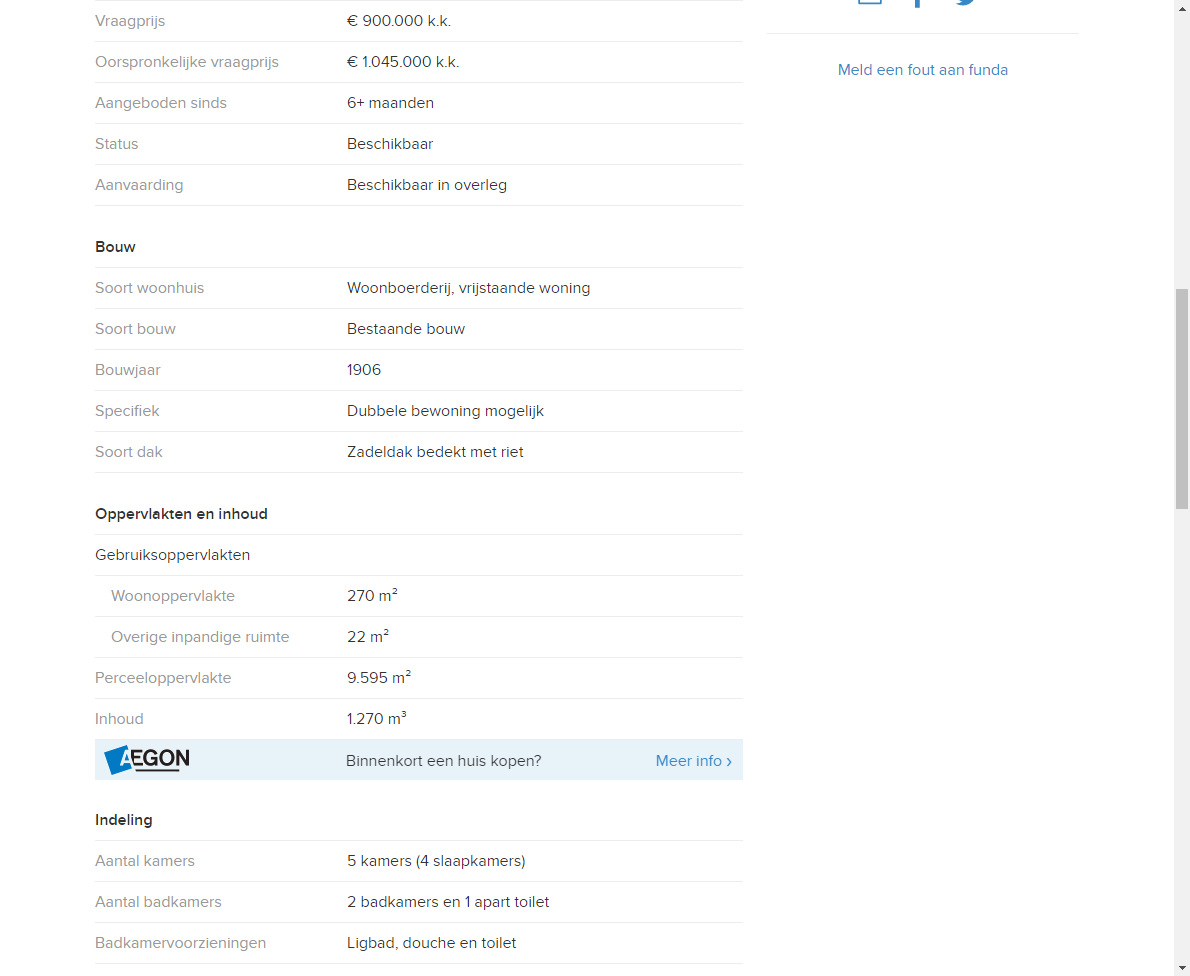 Vraagprijs € 900.000 k.k.
Oorspronkelijke vraagprijs € 1.045.000 k.k.
Meld een fout aan funda
Aangeboden sinds 6+ maanden
Status Beschikbaar
Aanvaarding Beschikbaar in overleg
Bouw
Soort woonhuis Woonboerderij, vrijstaande woning
Soort bouw Bestaande bouw
Bouwjaar 1906
Specifiek Dubbele bewoning mogelijk
Soort dak Zadeldak bedekt met riet
Oppervlakten en inhoud
Gebruiksoppervlakten
Woonoppervlakte 270 m²
Overige inpandige ruimte 22 m²
Perceeloppervlakte 9.595 m²
Inhoud 1.270 m³
AEGON Binnenkort een huis kopen? Meer info ›
Indeling
Aantal kamers 5 kamers (4 slaapkamers)
Aantal badkamers 2 badkamers en 1 apart toilet
Badkamervoorzieningen Ligbad, douche en toilet